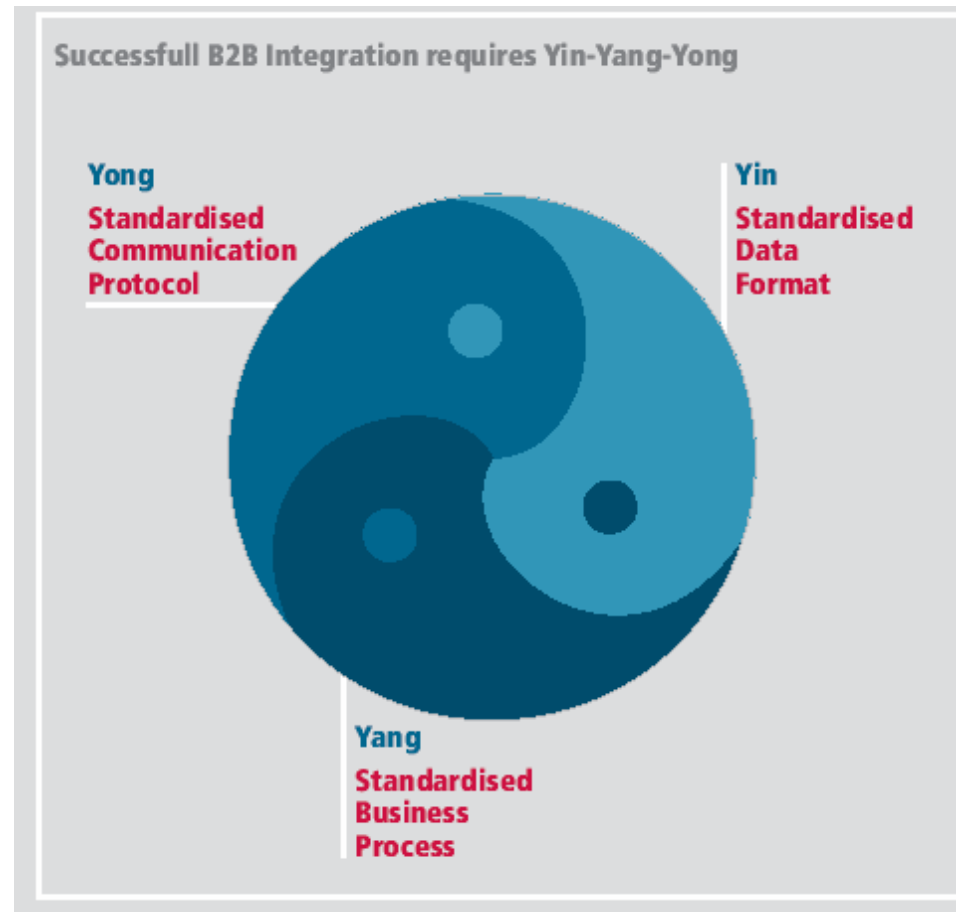 Successfull B2B Integration requires Yin-Yang-Yong
Yong
Standardised
Communication
Protocol
Yin
Standardised
Data
Format
Yang
Standardised
Business
Process